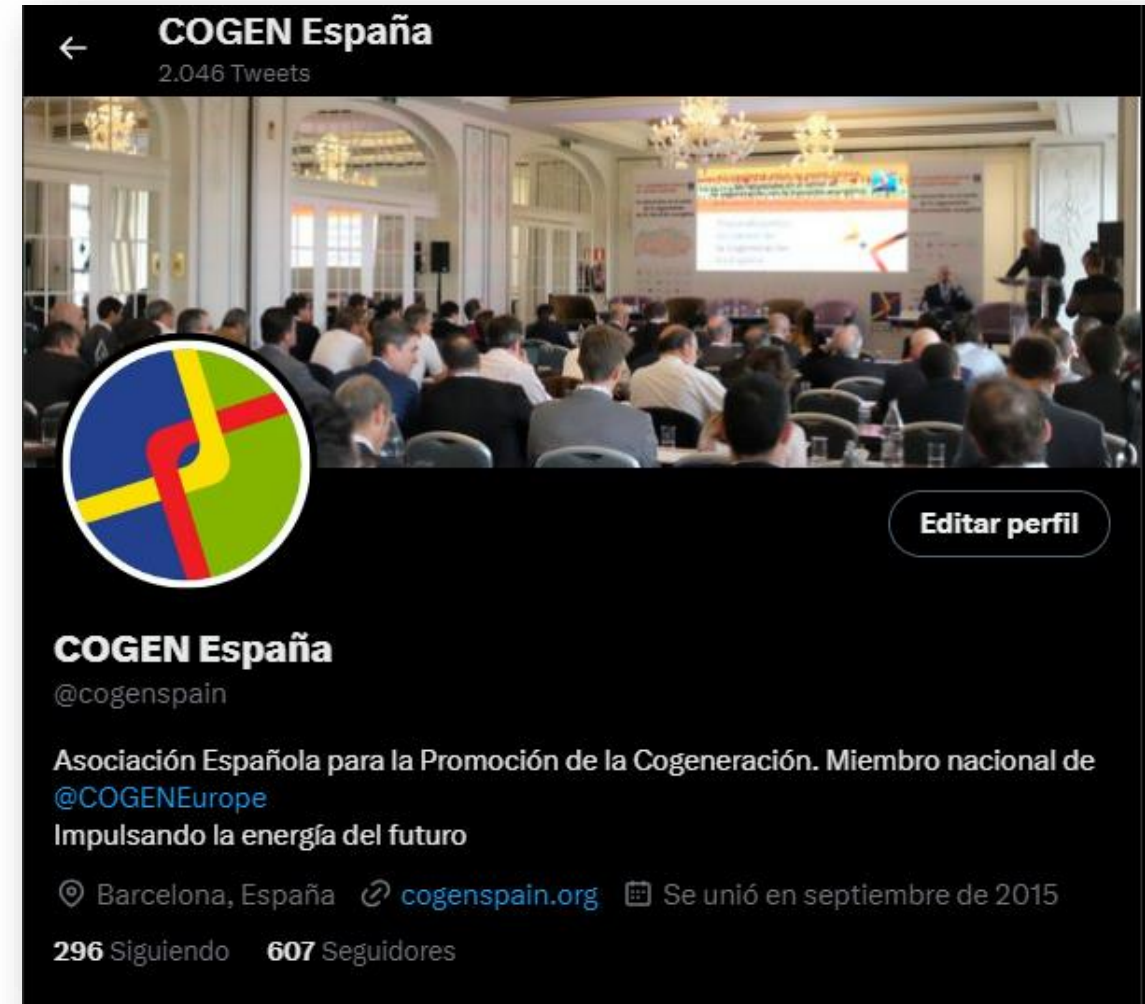 COGEN España
2.046 Tweets
Editar perfil
COGEN España
@cogenspain
Asociación Española para la Promoción de la Cogeneración. Miembro nacional de
@COGENEurope
Impulsando la energía del futuro
Barcelona, España cogenspain.org Se unió en septiembre de 2015
296 Siguiendo 607 Seguidores